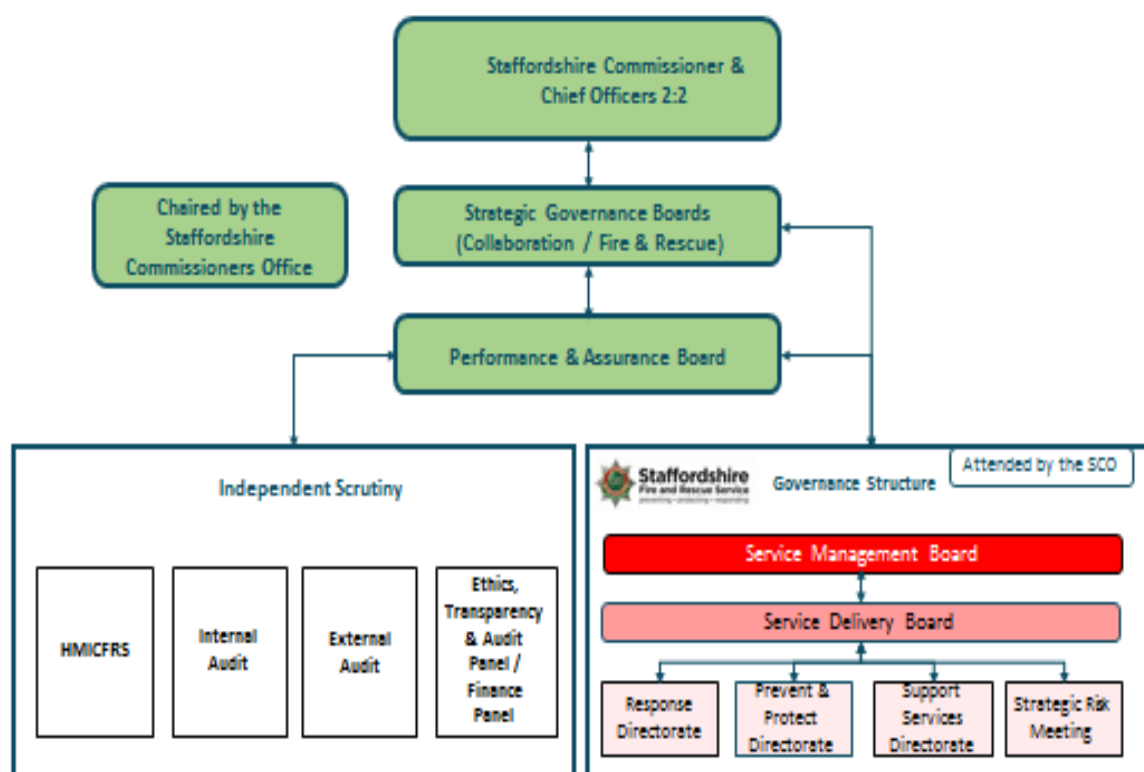 Staffordshire Commissioner &
Chief Officers 2:2
Chaired by the
Staffordshire
Commissioners Office
Strategic Governance Boards
(Collaboration / Fire & Rescue)
Performance & Assurance Board
Independent Scrutiny
HMICFRS
Internal
Audit
External
Audit
Ethics,
Transparency
& Audit
Panel /
Finance
Panel
Staffordshire
Fire and Rescue Service
preventing • protecting • responding
Governance Structure
Attended by the SCO
Service Management Board
Service Delivery Board
Response
Directorate
Prevent &
Protect
Directorate
Support
Services
Directorate
Strategic Risk
Meeting